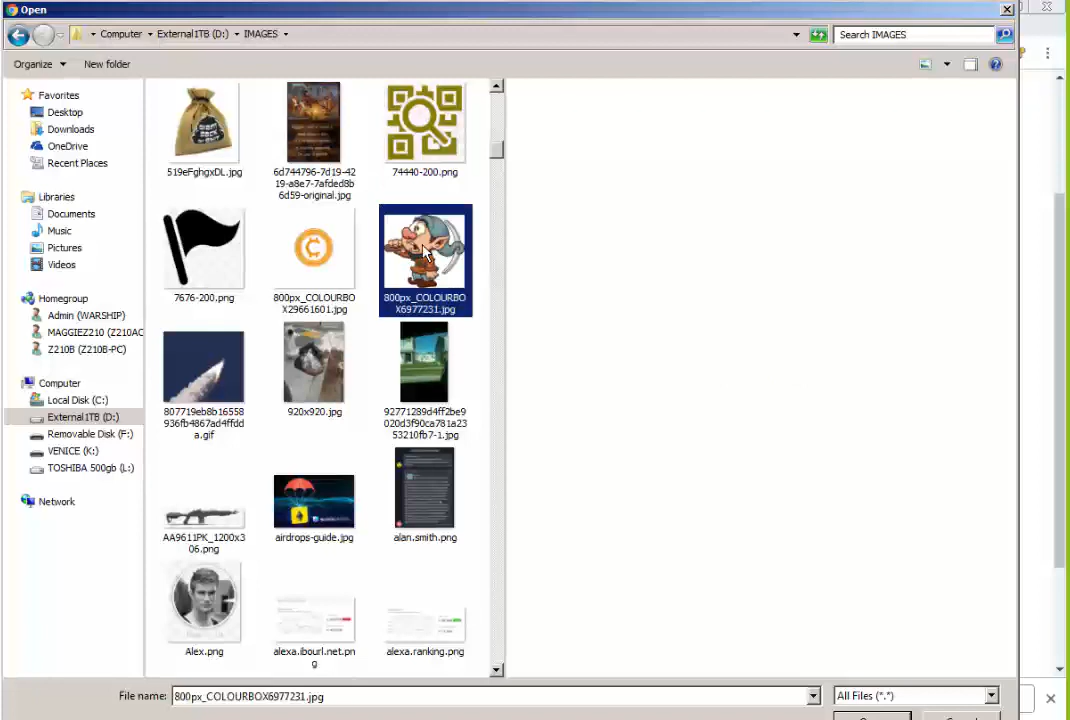 Open
Computer External1TB (D:) IMAGES
Search IMAGES
Organize
New folder
Favorites
Desktop
Downloads
OneDrive
Recent Places
Libraries
Documents
Music
Pictures
Videos
Homegroup
Admin (WARSHIP)
MAGGIEZ210 (Z210AC
Z210B (Z210B-PC)
Computer
Local Disk (C:)
External1TB (D:)
Removable Disk (F:)
VENICE (K:)
TOSHIBA 500gb (L:)
Network
519eFghgxDL.jpg
6d744796-7d19-42
19-a8e7-7afded8b
6d59-original.jpg
74440-200.png
7676-200.png
800px_COLOURBO
X29661601.jpg
800px_COLOURBO
X6977231.jpg
807719eb8b16558
936fb4867ad4ffdd
a.gif
920x920.jpg
92771289d4ff2be9
020d3f90ca781a23
53210fb7-1.jpg
AA9611PK_1200x3
06.png
airdrops-guide.jpg
alan.smith.png
Alex.png
alexa.ibourl.net.pn
g
alexa.ranking.png
File name:
800px_COLOURBOX6977231.jpg
All Files (*.*)